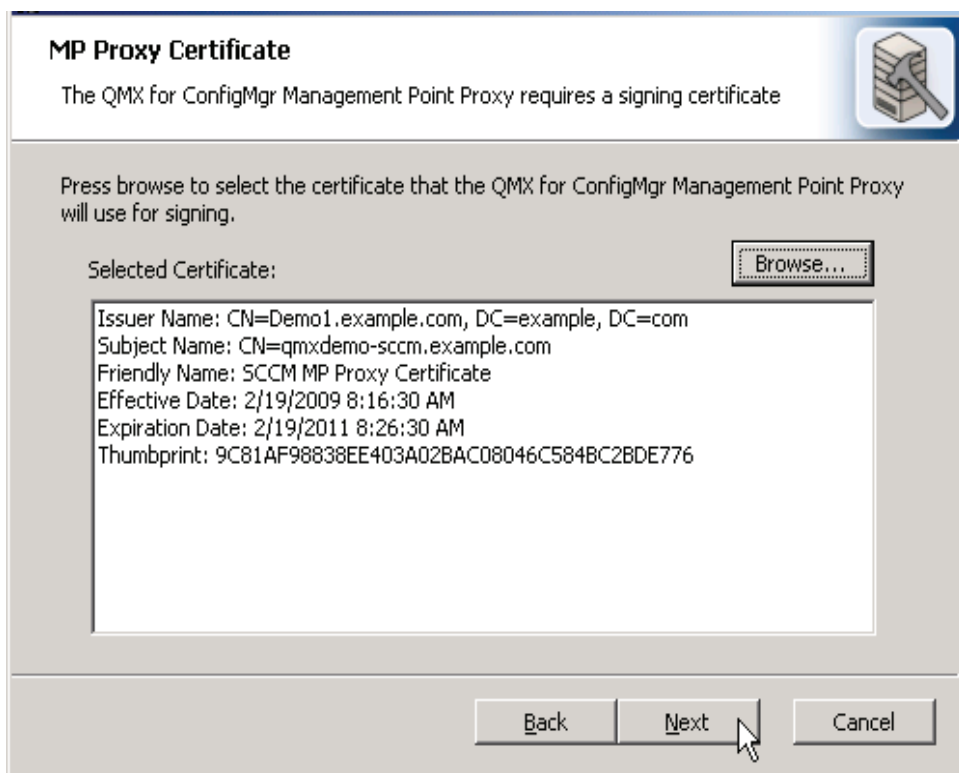 MP Proxy Certificate
The QMX for ConfigMgr Management Point Proxy requires a signing certificate
Press browse to select the certificate that the QMX for ConfigMgr Management Point Proxy
will use for signing.
Selected Certificate:
Browse...
Issuer Name: CN=Demo1.example.com, DC=example, DC=com
Subject Name: CN=qmxdemo-sccm.example.com
Friendly Name: SCCM MP Proxy Certificate
Effective Date: 2/19/2009 8:16:30 AM
Expiration Date: 2/19/2011 8:26:30 AM
Thumbprint: 9C81AF98838EE403A02BAC08046C584BC2BDE776
Back
Next
Cancel